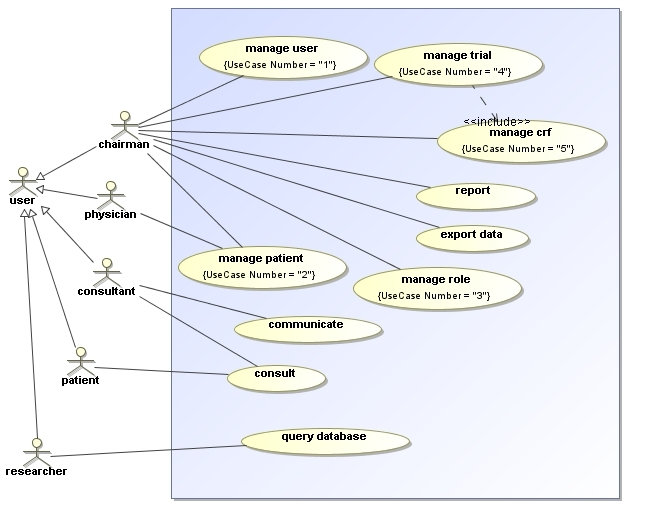 manage user
{UseCase Number = "1"}
manage trial
{UseCase Number = "4"}
<<include>>
manage crf
{UseCase Number = "5"}
chairman
report
user
physician
export data
manage patient
{UseCase Number = "2"}
manage role
{UseCase Number = "3"}
consultant
communicate
consult
patient
query database
researcher